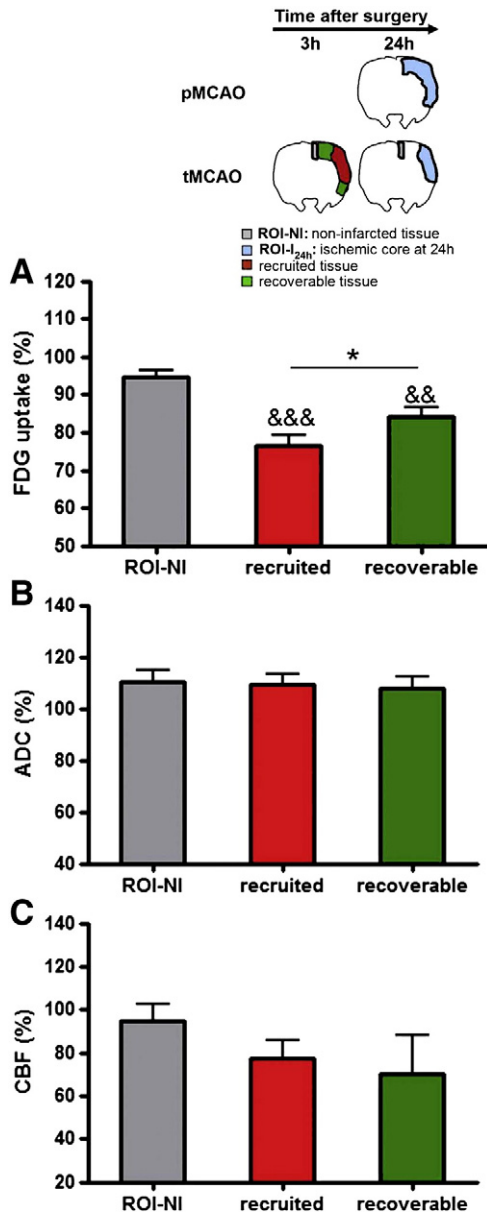 Time after surgery
3h 24h
pMCAO
tMCAO
ROI-NI: non-infarcted tissue
ROI-I24h: ischemic core at 24h
recruited tissue
recoverable tissue
A
120
110
100
90
80
70
60
50
FDG uptake (%)
&&&
*
&&
ROI-NI recruited recoverable
B
140
120
100
80
60
40
ADC (%)
ROI-NI recruited recoverable
C
140
120
100
80
60
40
20
CBF (%)
ROI-NI recruited recoverable